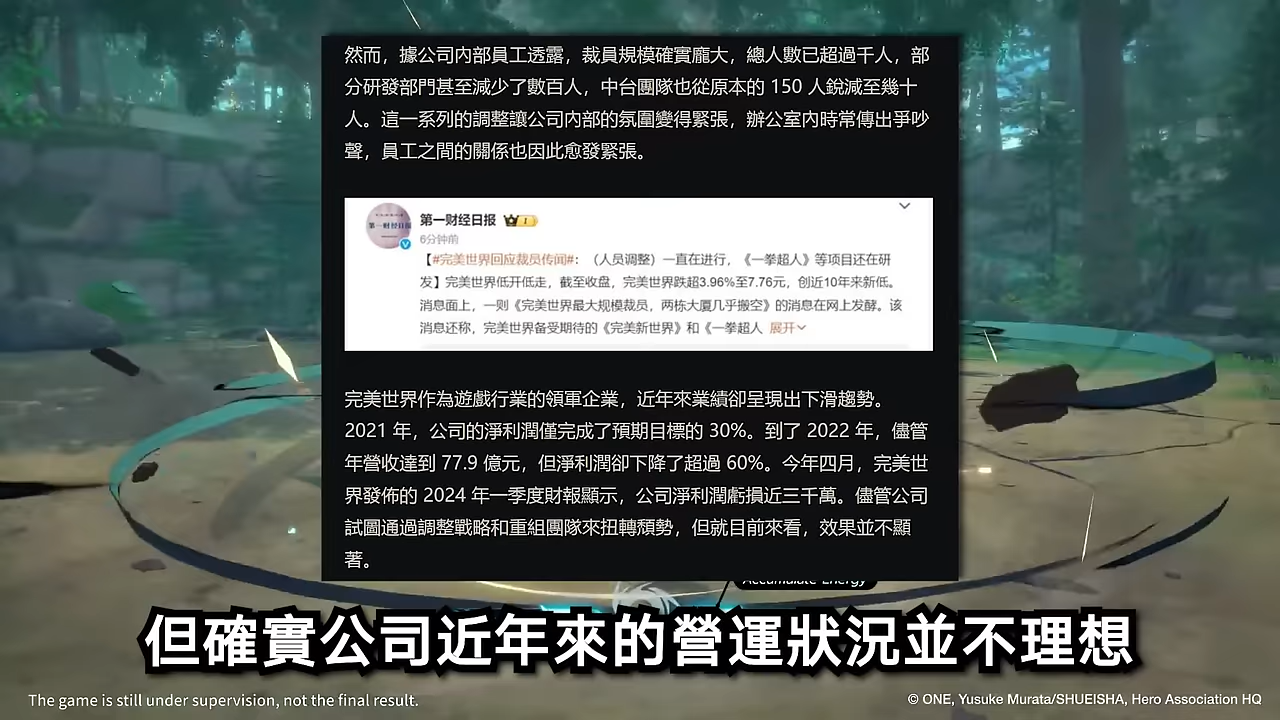 然而，據公司內部員工透露，裁員規模確實龐大，總人數已超過千人，部
分研發部門甚至減少了數百人，中台團隊也從原本的 150 人銳減至幾十
人。這一系列的調整讓公司內部的氛圍變得緊張，辦公室內時常傳出爭吵
聲，員工之間的關係也因此愈發緊張。
第一财经日报
6分钟前
【#完美世界回应裁员传闻#：（人员调整）一直在进行，《一拳超人》等项目还在研
发】完美世界低开低走，截至收盘，完美世界跌超3.96%至7.76元，创近10年来新低。
消息面上，一则《完美世界最大规模裁员，两栋大厦几乎搬空》的消息在网上发酵。该
消息还称，完美世界备受期待的《完美新世界》和《一拳超人 展开
完美世界作為遊戲行業的領軍企業，近年來業績卻呈現出下滑趨勢。
2021 年，公司的淨利潤僅完成了預期目標的 30%。到了 2022 年，儘管
年營收達到 77.9 億元，但淨利潤卻下降了超過 60%。今年四月，完美世
界發佈的 2024 年一季度財報顯示，公司淨利潤虧損近三千萬。儘管公司
試圖通過調整戰略和重組團隊來扭轉頹勢，但就目前來看，效果並不顯
著。
Accumulate Energy
但確實公司近年來的營運狀況並不理想
The game is still under supervision, not the final result.
© ONE, Yusuke Murata/SHUEISHA, Hero Association HQ